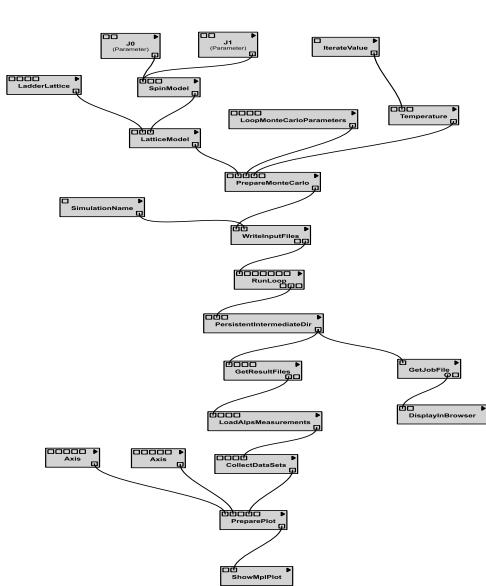 J0
(Parameter)
J1
(Parameter)
IterateValue
LadderLattice
SpinModel
LoopMonteCarloParameters
Temperature
LatticeModel
PrepareMonteCarlo
SimulationName
WriteInputFiles
RunLoop
PersistentIntermediateDir
GetResultFiles
GetJobFile
LoadAlpsMeasurements
DisplayInBrowser
Axis
Axis
CollectDataSets
PreparePlot
ShowMplPlot